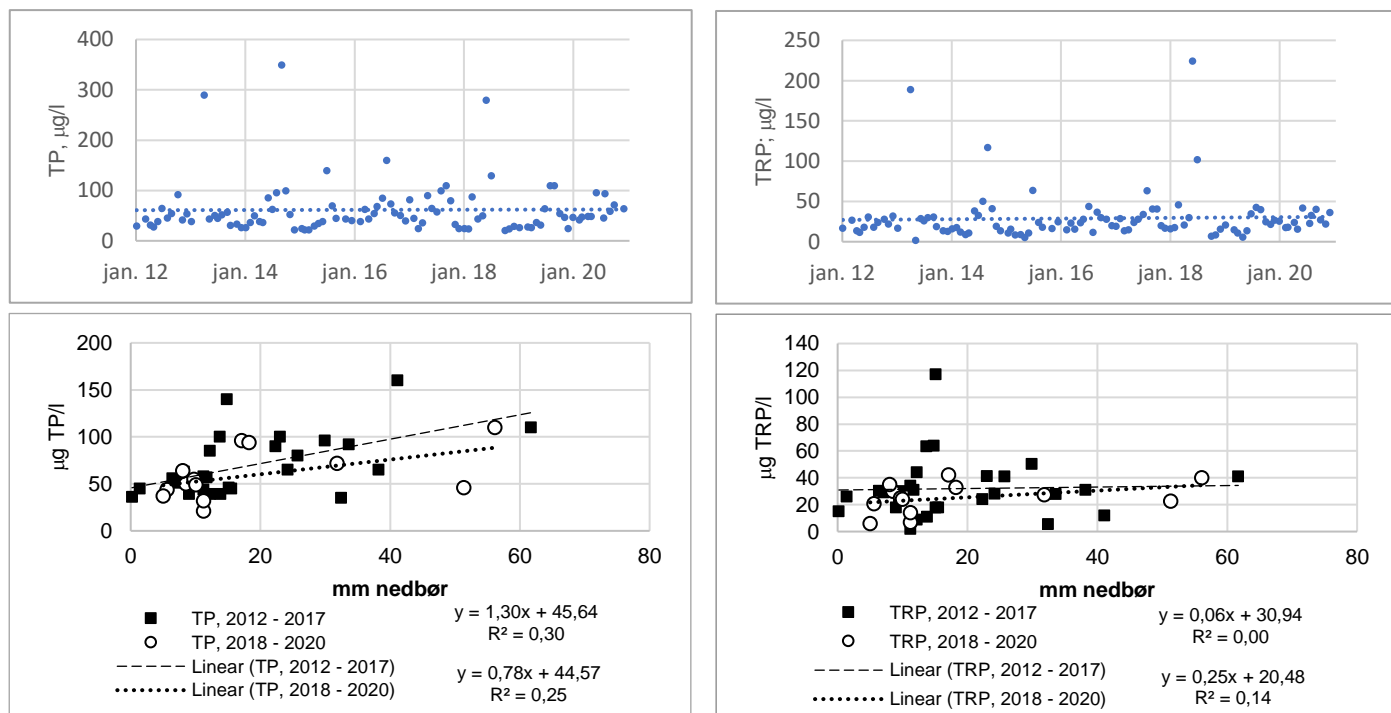 TP, µg/l
400
300
200
100
0
jan. 12 jan. 14 jan. 16 jan. 18 jan. 20
TRP; µg/l
250
200
150
100
50
0
jan. 12 jan. 14 jan. 16 jan. 18 jan. 20
µg TP/l
200
150
100
50
0
0 20 40 60 80
mm nedbør
TP, 2012 - 2017
TP, 2018 - 2020
Linear (TP, 2012 - 2017)
Linear (TP, 2018 - 2020)
y = 1,30x + 45,64
R² = 0,30
y = 0,78x + 44,57
R² = 0,25
µg TRP/l
140
120
100
80
60
40
20
0
0 20 40 60 80
mm nedbør
TRP, 2012 - 2017
TRP, 2018 - 2020
Linear (TRP, 2012 - 2017)
Linear (TRP, 2018 - 2020)
y = 0,06x + 30,94
R² = 0,00
y = 0,25x + 20,48
R² = 0,14